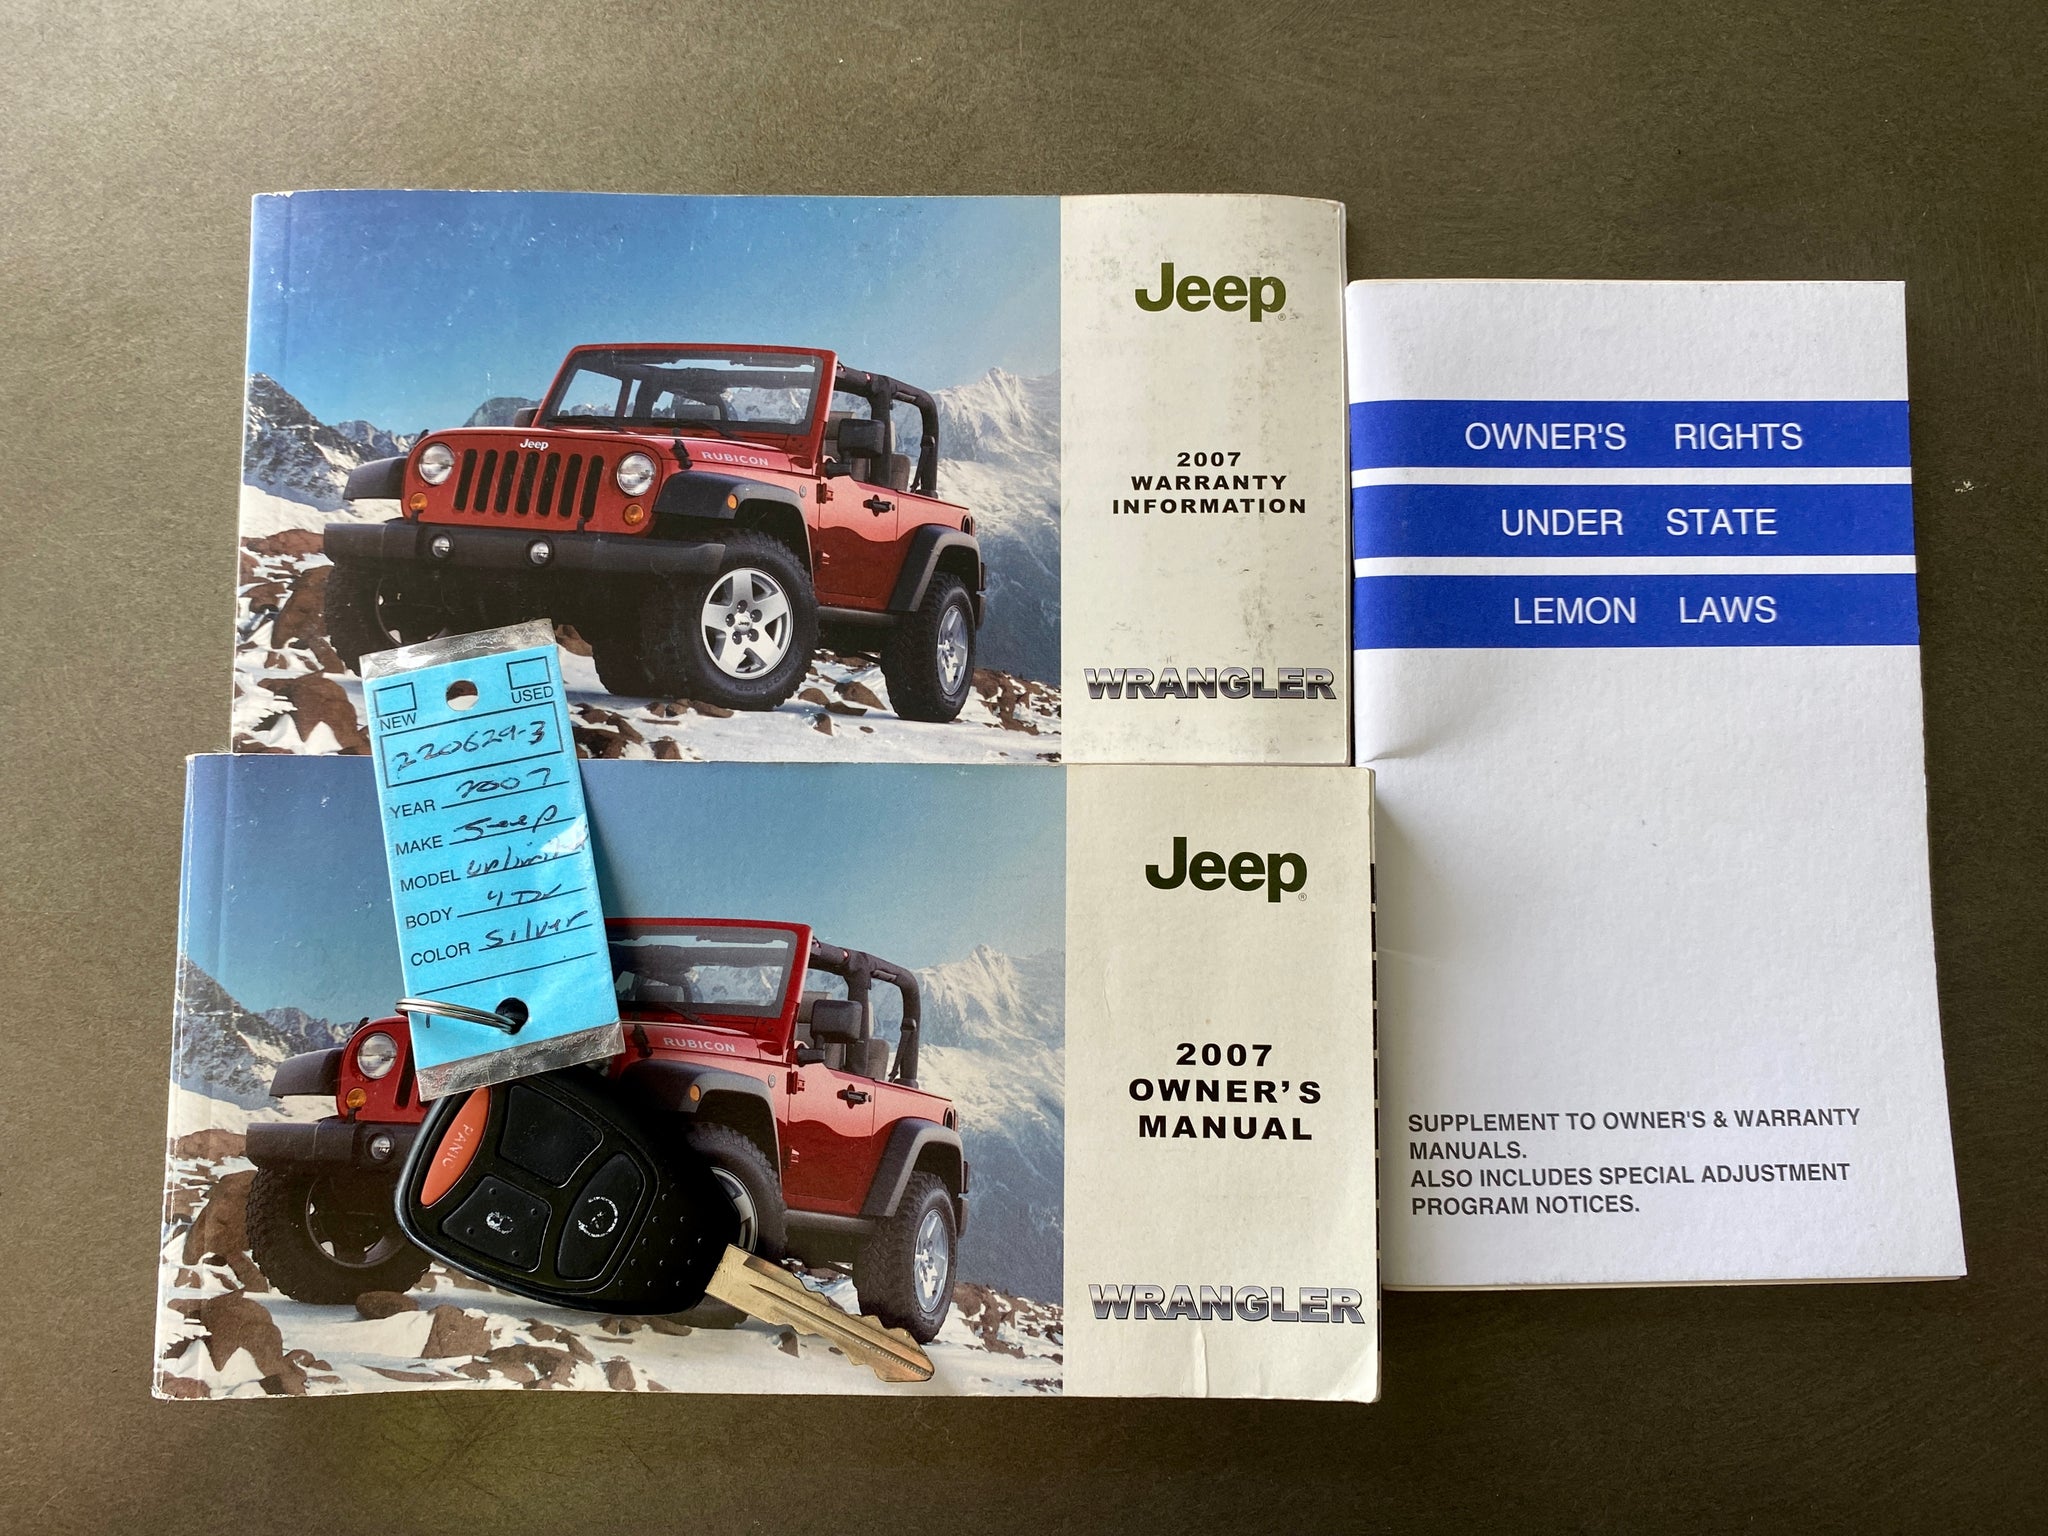 Jeep®
2007
WARRANTY
INFORMATION
WRANGLER
Jeep
RUBICON
OWNER'S RIGHTS
UNDER STATE
LEMON LAWS
SUPPLEMENT TO OWNER'S & WARRANTY
MANUALS.
ALSO INCLUDES SPECIAL ADJUSTMENT
PROGRAM NOTICES.
NEW USED
220629-3
YEAR 2007
MAKE Jeep
MODEL
BODY 4 Dr
COLOR Silver
Jeep®
2007
OWNER'S
MANUAL
WRANGLER
RUBICON
PANIC